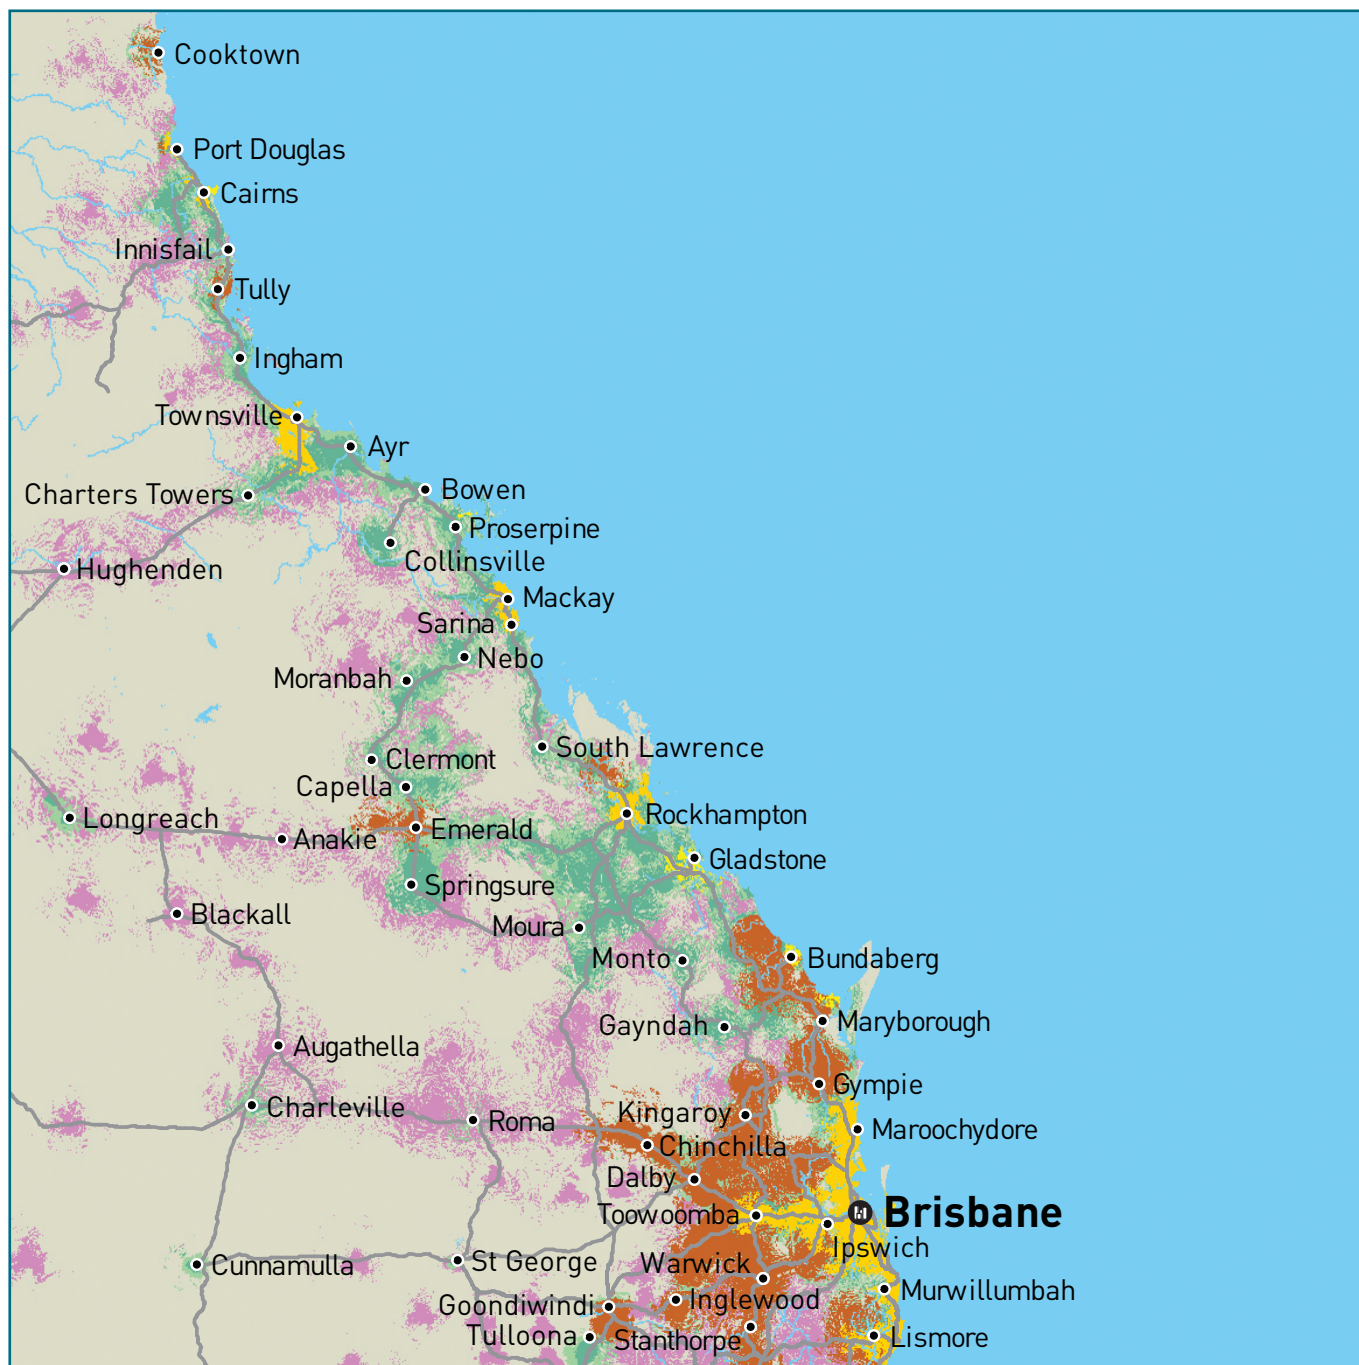 Cooktown
Port Douglas
Cairns
Innisfail
Tully
Ingham
Townsville
Ayr
Charters Towers
Bowen
Proserpine
Collinsville
Hughenden
Mackay
Sarina
Nebo
Moranbah
South Lawrence
Clermont
Capella
Longreach
Rockhampton
Emerald
Anakie
Gladstone
Springsure
Blackall
Moura
Monto
Bundaberg
Gayndah
Maryborough
Augathella
Gympie
Charleville
Kingaroy
Roma
Maroochydore
Chinchilla
Dalby
Toowoomba
Brisbane
Ipswich
St George
Warwick
Cunnamulla
Murwillumbah
Inglewood
Goondiwindi
Tulloona
Stanthorpe
Lismore